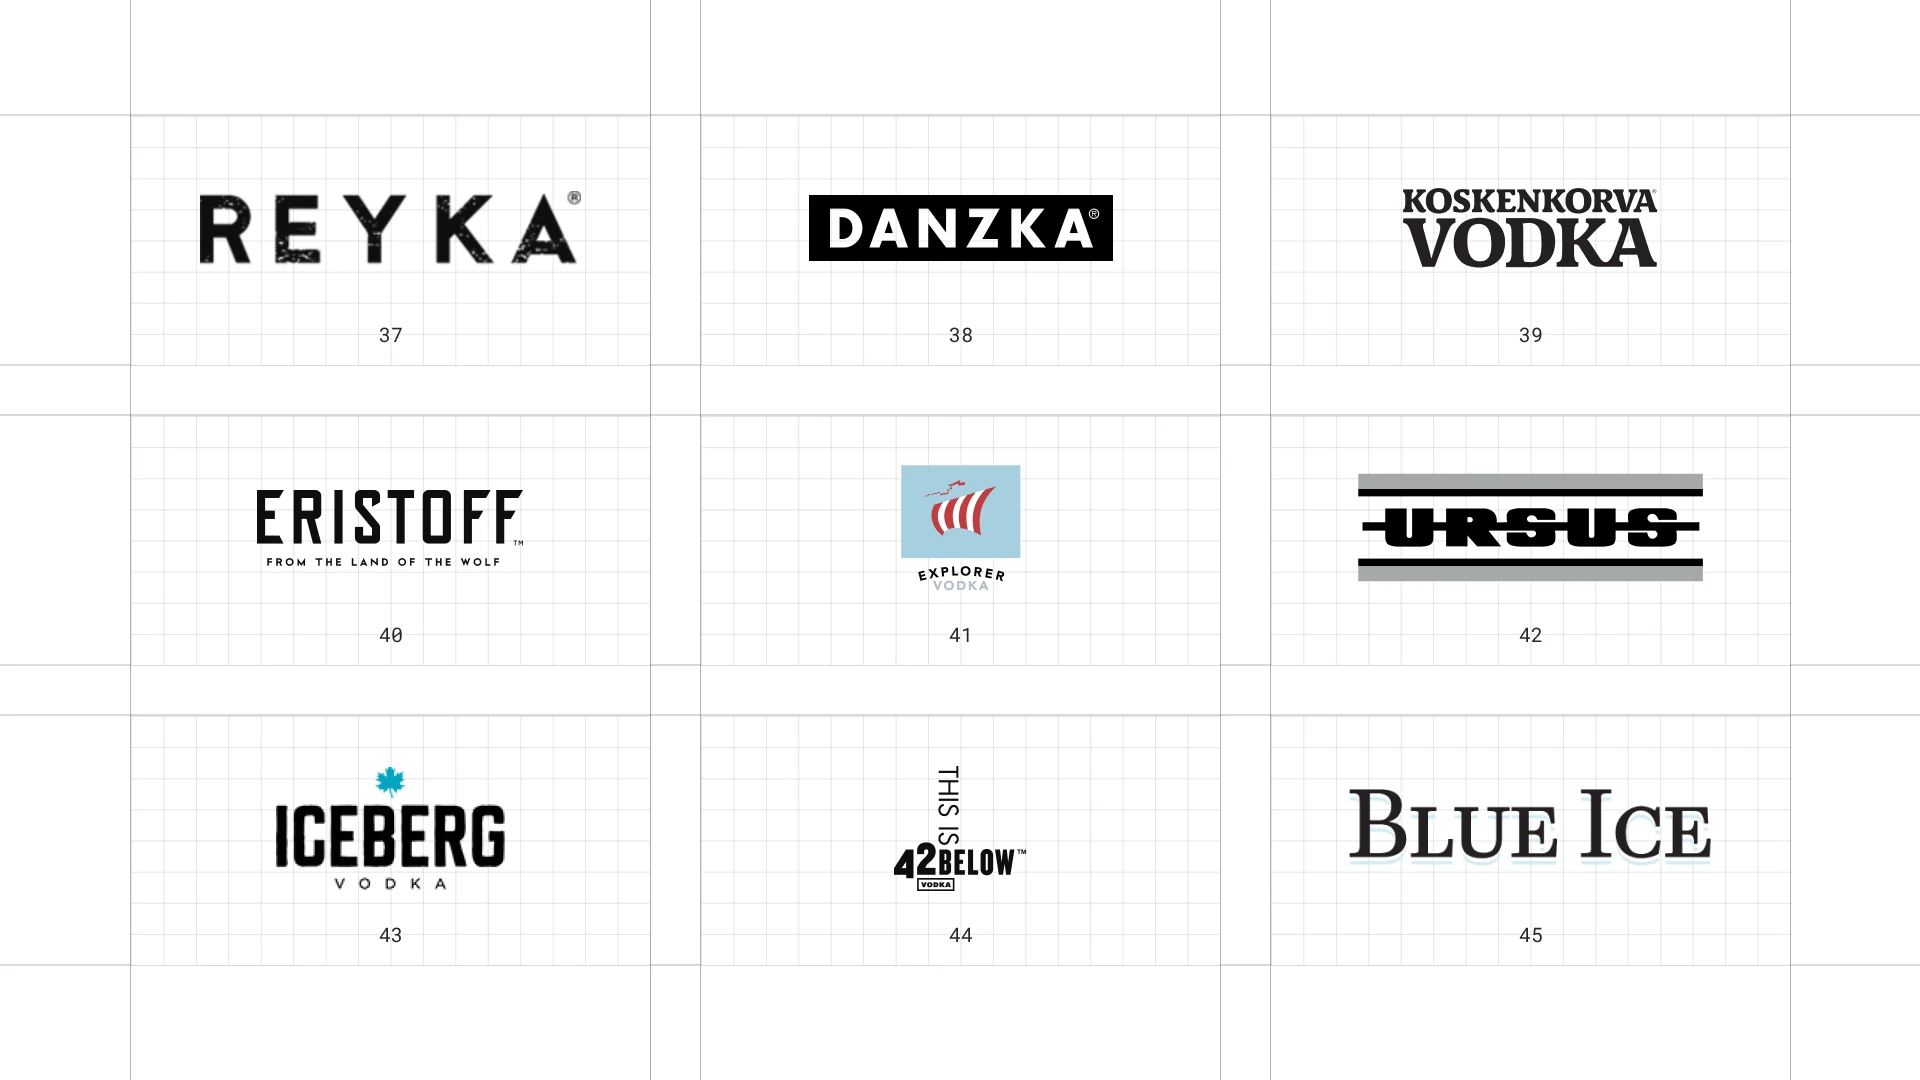 REYKA®
37
DANZKA®
38
KOSKENKORVA®
VODKA
39
ERISTOFF™
FROM THE LAND OF THE WOLF
40
EXPLORER
VODKA
41
URSUS
42
ICEBERG
VODKA
43
THIS IS
42BELOW™
VODKA
44
BLUE ICE
45